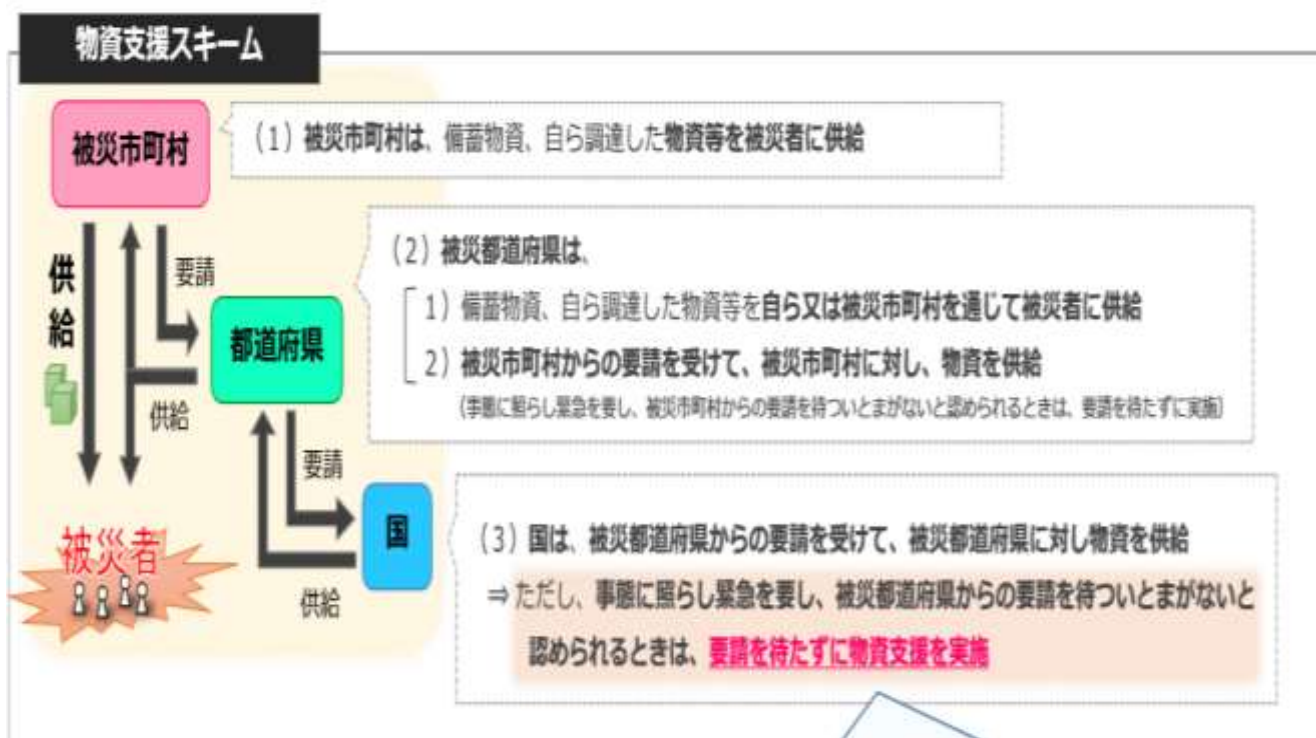 物資支援スキーム
被災市町村
(1)被災市町村は、備蓄物資、自ら調達した物資等を被災者に供給
供給
要請
都道府県
供給
(2)被災都道府県は、
1)備蓄物資、自ら調達した物資等を自ら又は被災市町村を通じて被災者に供給
2)被災市町村からの要請を受けて、被災市町村に対し、物資を供給
(事態に照らし緊急を要し、被災市町村からの要請を待ついとまがないと認められるときは、要請を待たずに実施)
要請
国
供給
被災者
(3)国は、被災都道府県からの要請を受けて、被災都道府県に対し物資を供給
⇒ただし、事態に照らし緊急を要し、被災都道府県からの要請を待ついとまがないと
認められるときは、要請を待たずに物資支援を実施